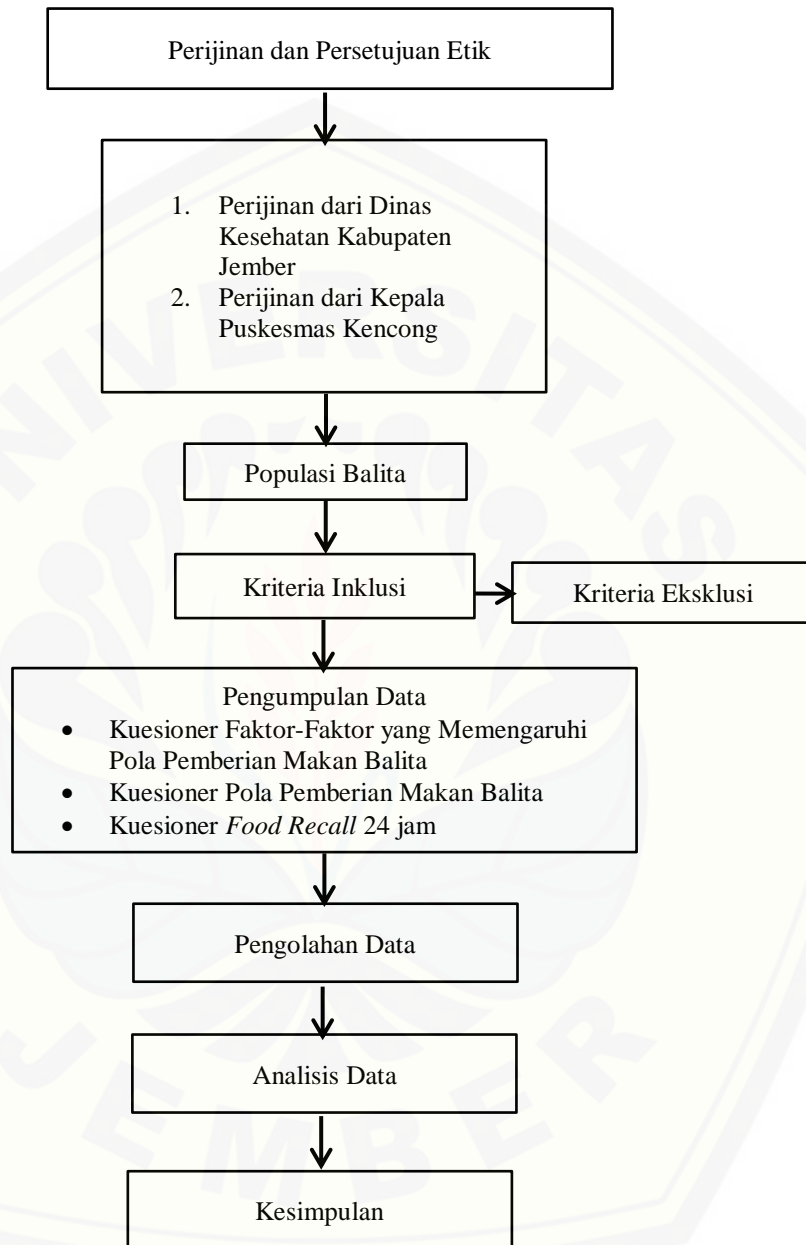 Perijinan dan Persetujuan Etik
1. Perijinan dari Dinas
Kesehatan Kabupaten
Jember
2. Perijinan dari Kepala
Puskesmas Kencong
Populasi Balita
Kriteria Inklusi
Kriteria Eksklusi
Pengumpulan Data
• Kuesioner Faktor-Faktor yang Memengaruhi
Pola Pemberian Makan Balita
• Kuesioner Pola Pemberian Makan Balita
• Kuesioner Food Recall 24 jam
Pengolahan Data
Analisis Data
Kesimpulan
UNIVERSITAS
JEMBER